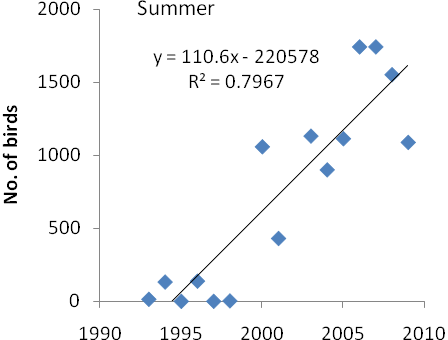 Summer
y = 110.6x - 220578
R² = 0.7967
No. of birds
2000
1500
1000
500
0
1990 1995 2000 2005 2010